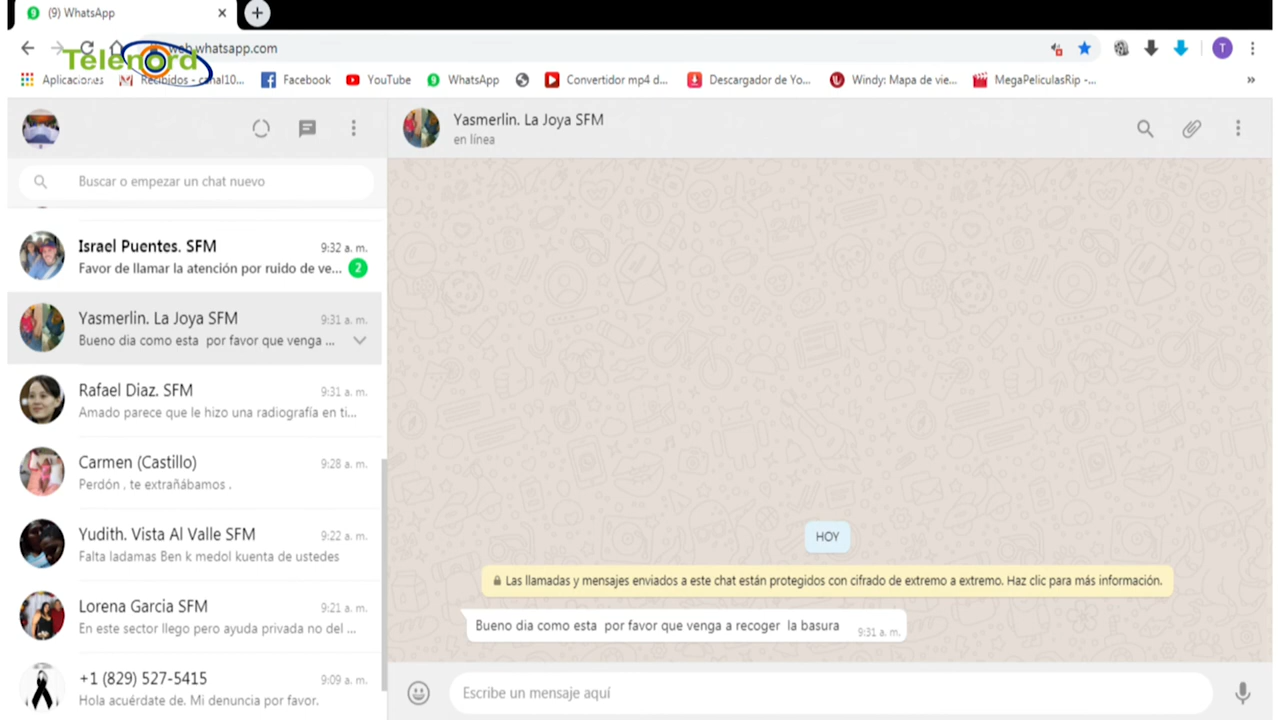 (9) WhatsApp
Telenord
web.whatsapp.com
Aplicaciones
Recibidos - canal10...
Facebook
YouTube
WhatsApp
Convertidor mp4 d...
Descargador de Yo...
Windy: Mapa de vie...
MegaPeliculasRip -...
»
T
Yasmerlin. La Joya SFM
en línea
Buscar o empezar un chat nuevo
Israel Puentes. SFM 9:32 a. m.
Favor de llamar la atención por ruido de ve... 2
Yasmerlin. La Joya SFM 9:31 a. m.
Bueno dia como esta  por favor que venga ...
Rafael Diaz. SFM 9:31 a. m.
Amado parece que le hizo una radiografía en ti...
Carmen (Castillo) 9:28 a. m.
Perdón . te extrañábamos .
Yudith. Vista Al Valle SFM 9:22 a. m.
Falta ladamas Ben k medol kuenta de ustedes
Lorena Garcia SFM 9:21 a. m.
En este sector llego pero ayuda privada no del ...
+1 (829) 527-5415 9:09 a. m.
Hola acuérdate de. Mi denuncia por favor.
HOY
Las llamadas y mensajes enviados a este chat están protegidos con cifrado de extremo a extremo. Haz clic para más información.
Bueno dia como esta  por favor que venga a recoger  la basura 9:31 a. m.
Escribe un mensaje aquí